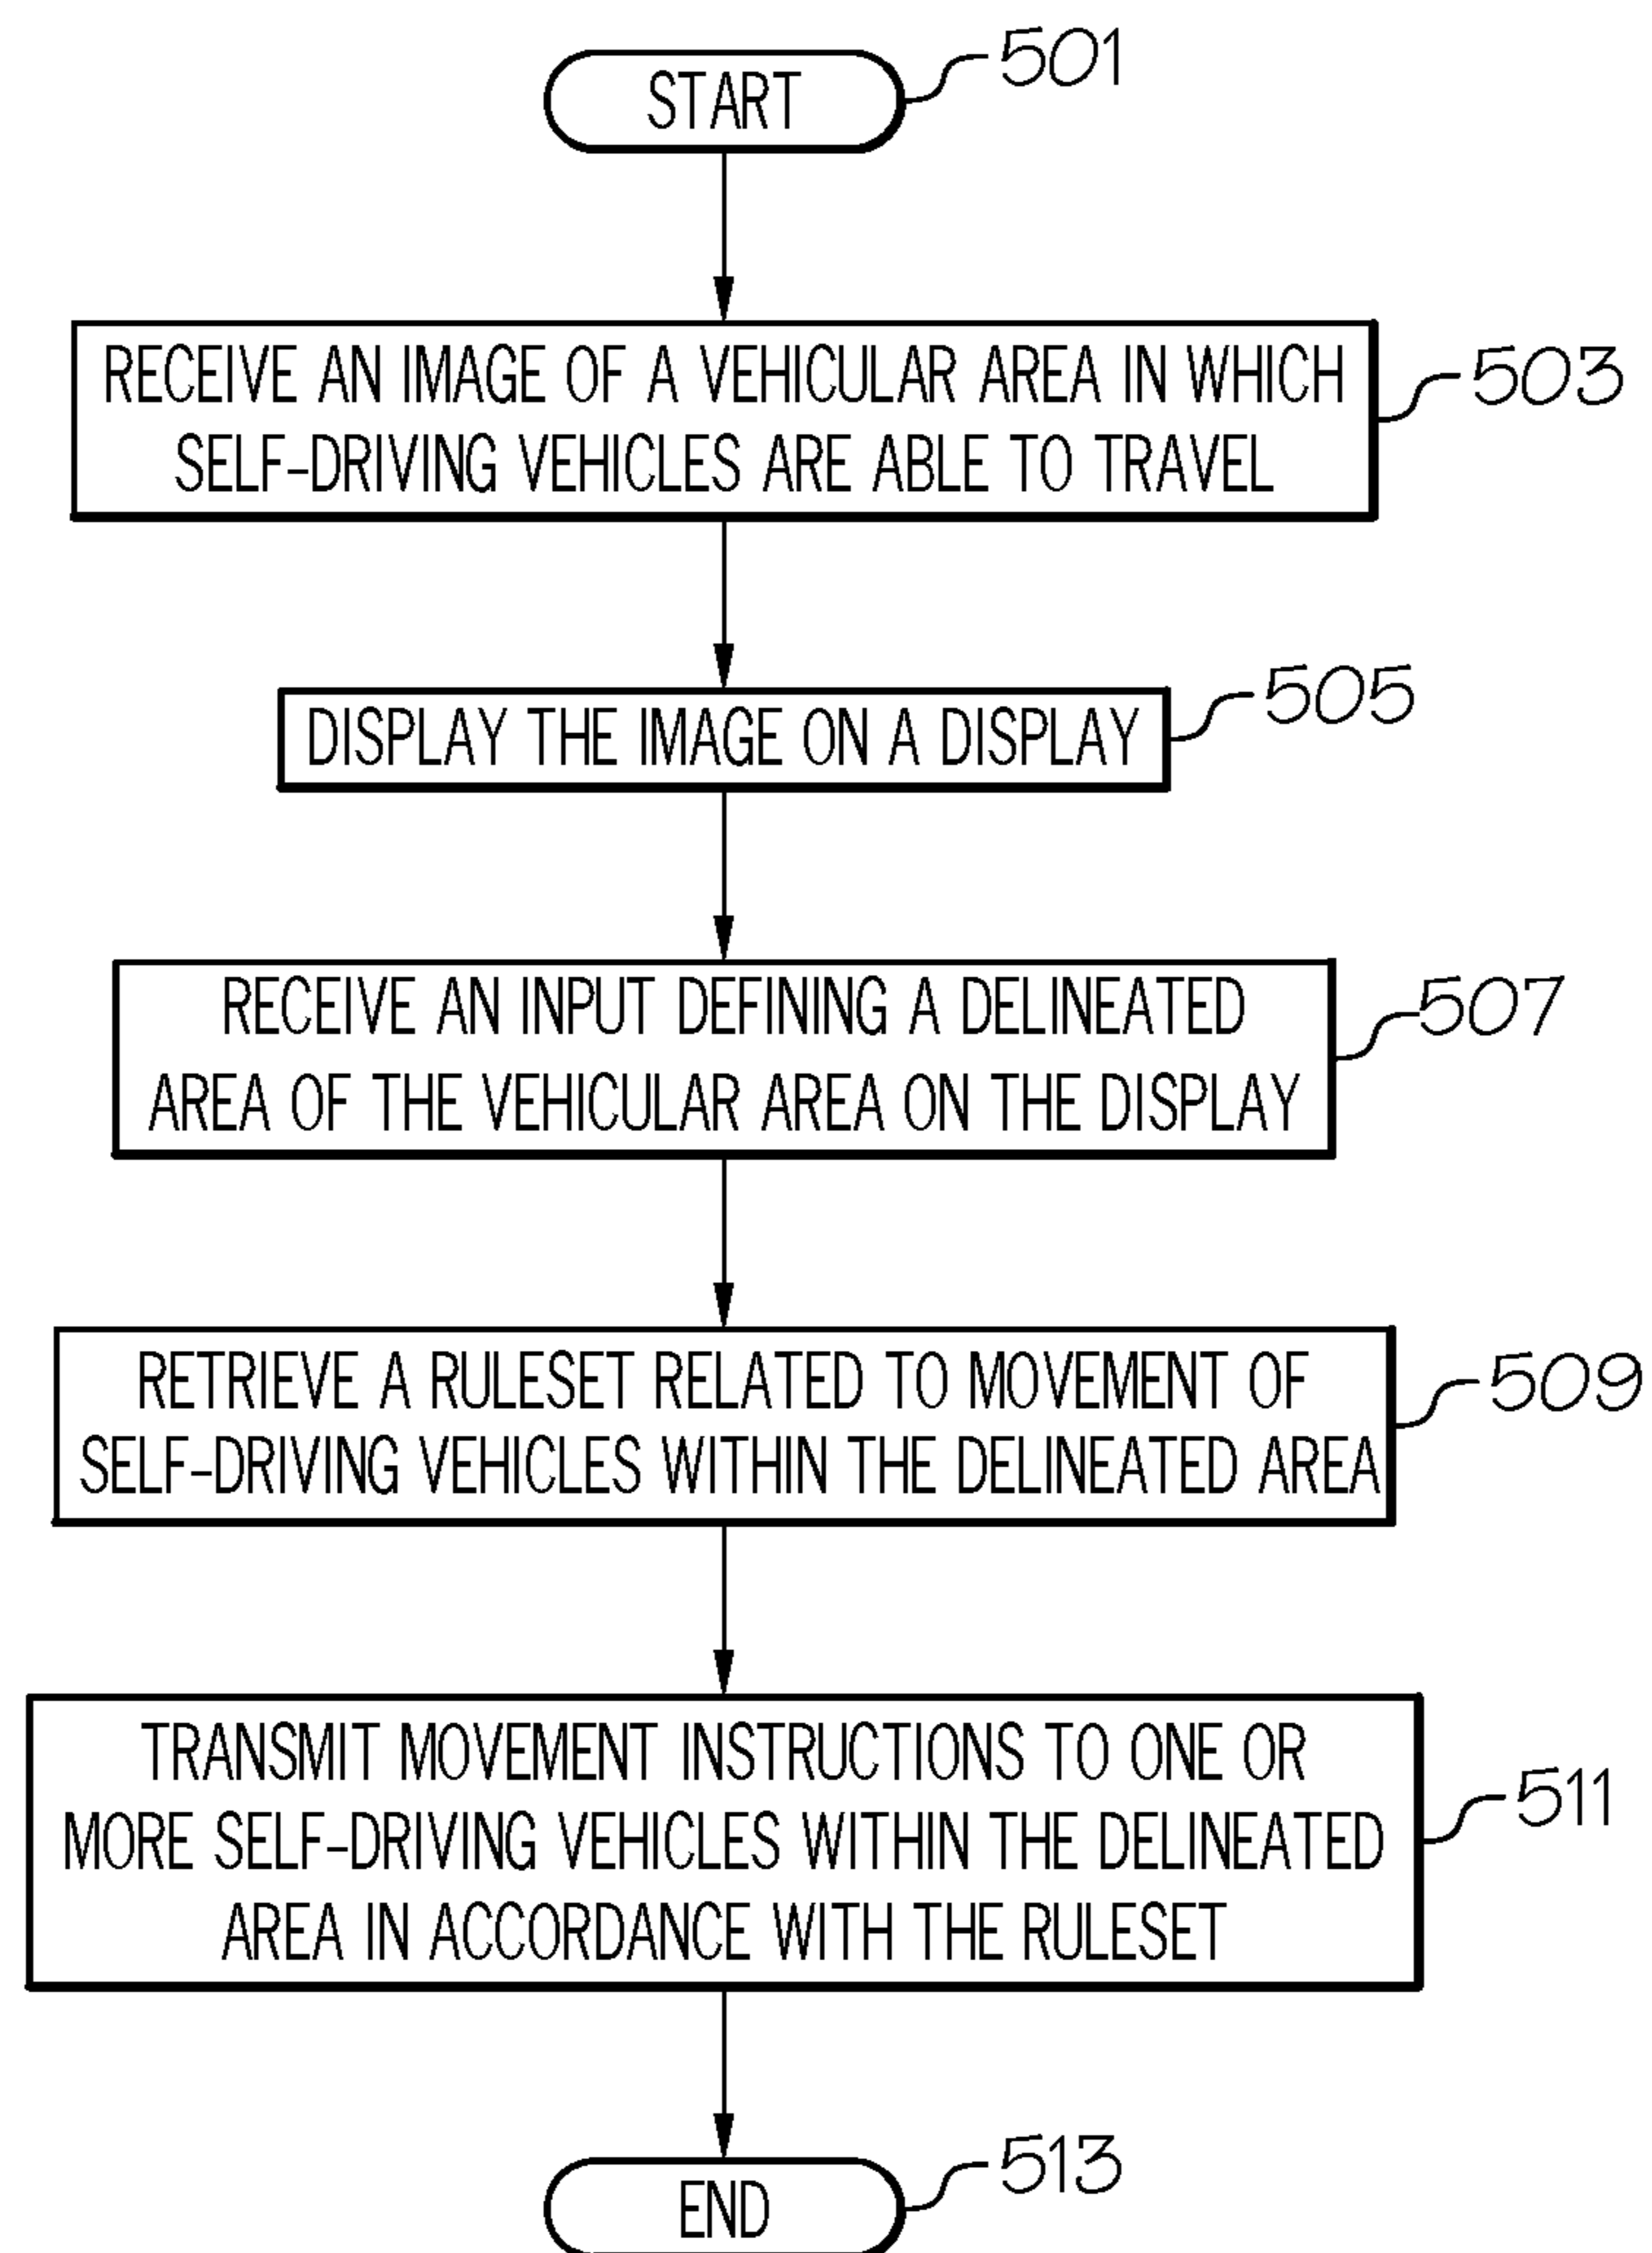 START
501
RECEIVE AN IMAGE OF A VEHICULAR AREA IN WHICH
SELF-DRIVING VEHICLES ARE ABLE TO TRAVEL
503
DISPLAY THE IMAGE ON A DISPLAY
505
RECEIVE AN INPUT DEFINING A DELINEATED
AREA OF THE VEHICULAR AREA ON THE DISPLAY
507
RETRIEVE A RULESET RELATED TO MOVEMENT OF
SELF-DRIVING VEHICLES WITHIN THE DELINEATED AREA
509
TRANSMIT MOVEMENT INSTRUCTIONS TO ONE OR
MORE SELF-DRIVING VEHICLES WITHIN THE DELINEATED
AREA IN ACCORDANCE WITH THE RULESET
511
END
513